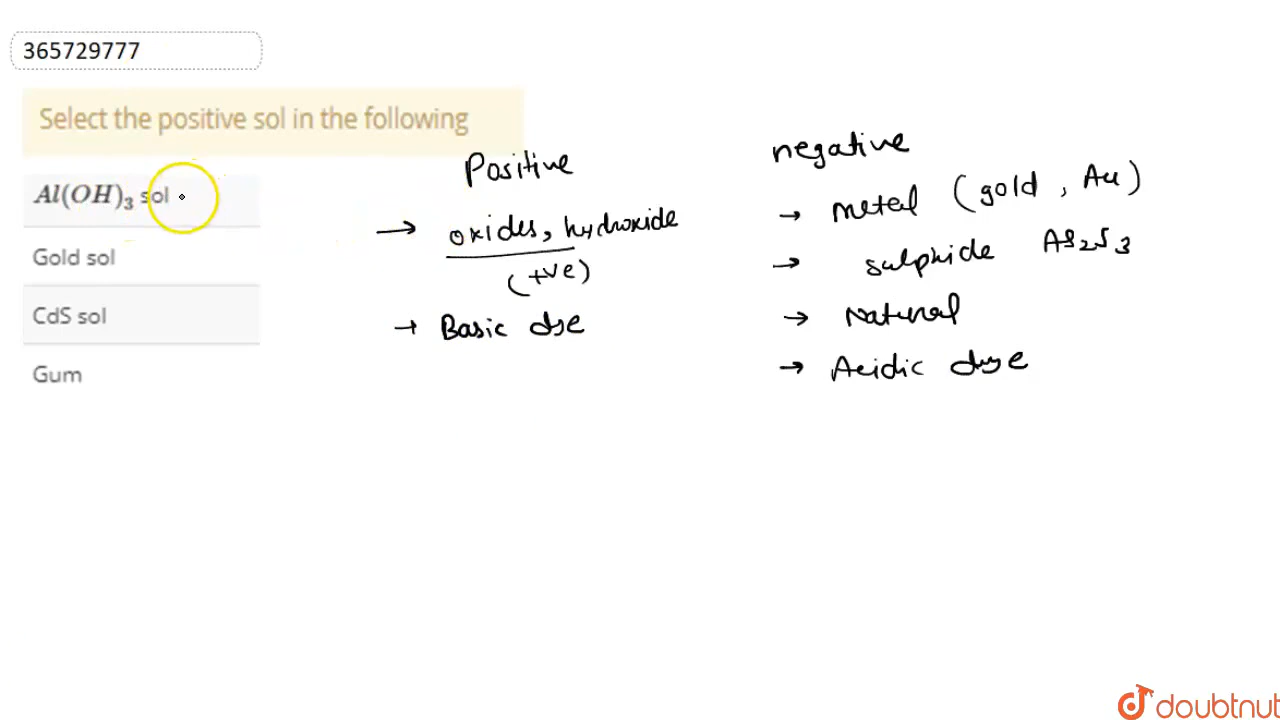 365729777
Select the positive sol in the following
Al(OH)₃ sol
Gold sol
CdS sol
Gum
Positive
→ oxides, hydroxide
(+ve)
→ Basic dye
negative
→ metal (gold, Au)
→ sulphide As₂S₃
→ Natural
→ Acidic dye
doubtnut